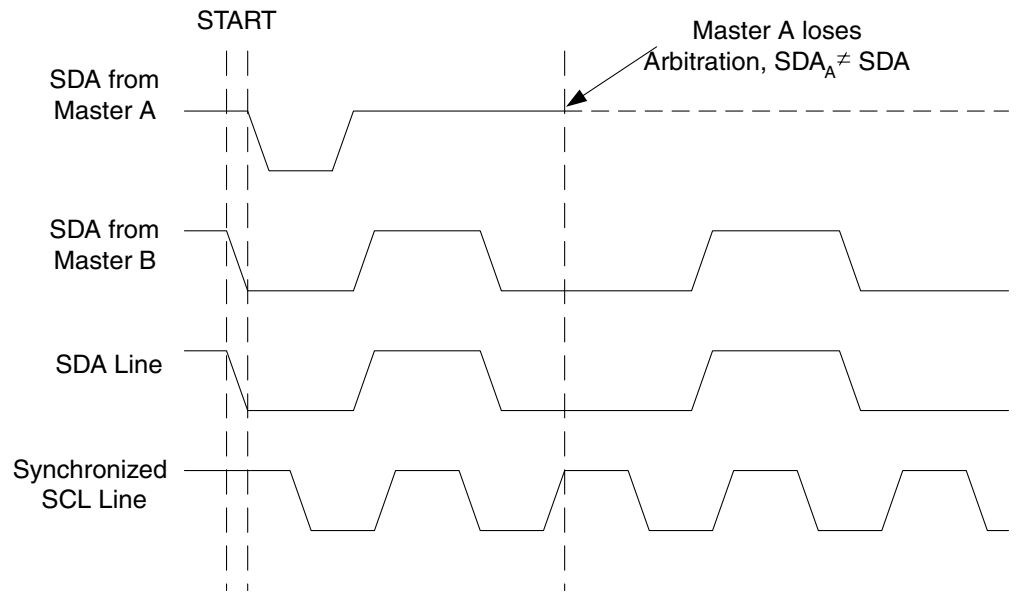 START
Master A loses
Arbitration, SDA_A ≠ SDA
SDA from
Master A
SDA from
Master B
SDA Line
Synchronized
SCL Line